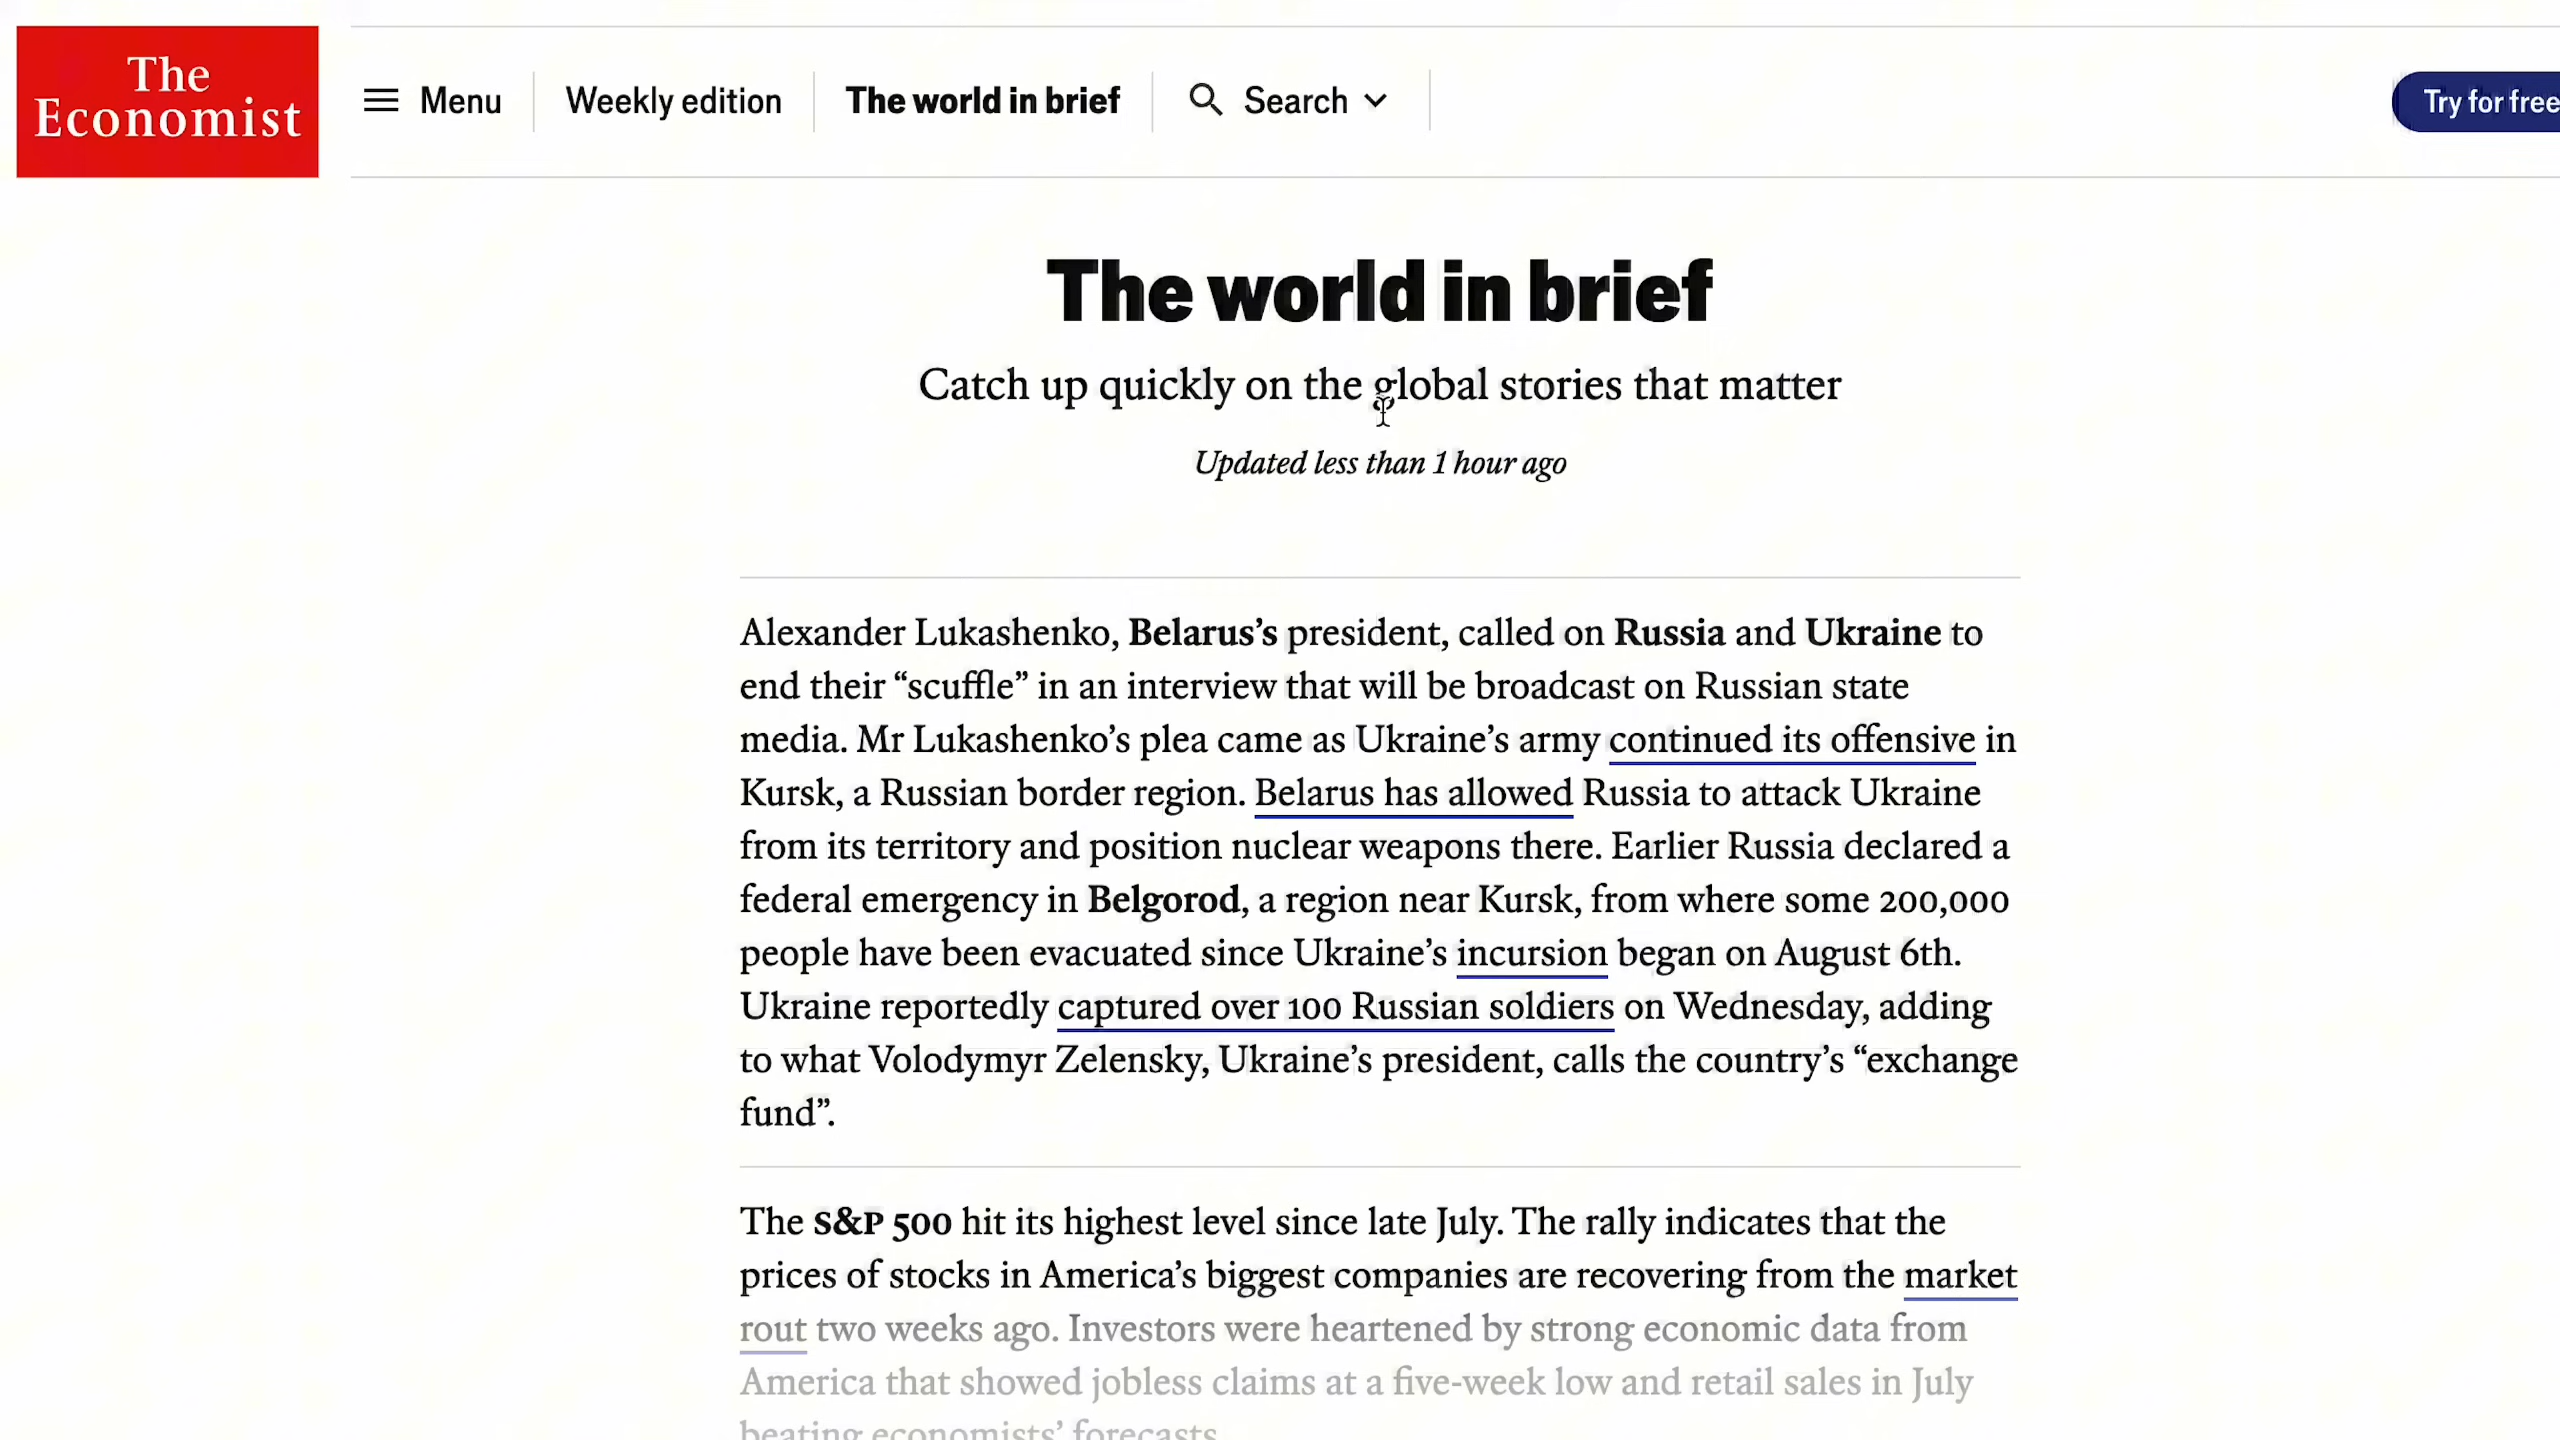 The
Economist
Menu
Weekly edition
The world in brief
Search
Try for free
The world in brief
Catch up quickly on the global stories that matter
Updated less than 1 hour ago
Alexander Lukashenko, Belarus’s president, called on Russia and Ukraine to
end their “scuffle” in an interview that will be broadcast on Russian state
media. Mr Lukashenko’s plea came as Ukraine’s army continued its offensive in
Kursk, a Russian border region. Belarus has allowed Russia to attack Ukraine
from its territory and position nuclear weapons there. Earlier Russia declared a
federal emergency in Belgorod, a region near Kursk, from where some 200,000
people have been evacuated since Ukraine’s incursion began on August 6th.
Ukraine reportedly captured over 100 Russian soldiers on Wednesday, adding
to what Volodymyr Zelensky, Ukraine’s president, calls the country’s “exchange
fund”.
The S&P 500 hit its highest level since late July. The rally indicates that the
prices of stocks in America’s biggest companies are recovering from the market
rout two weeks ago. Investors were heartened by strong economic data from
America that showed jobless claims at a five-week low and retail sales in July
beating economists’ forecasts.